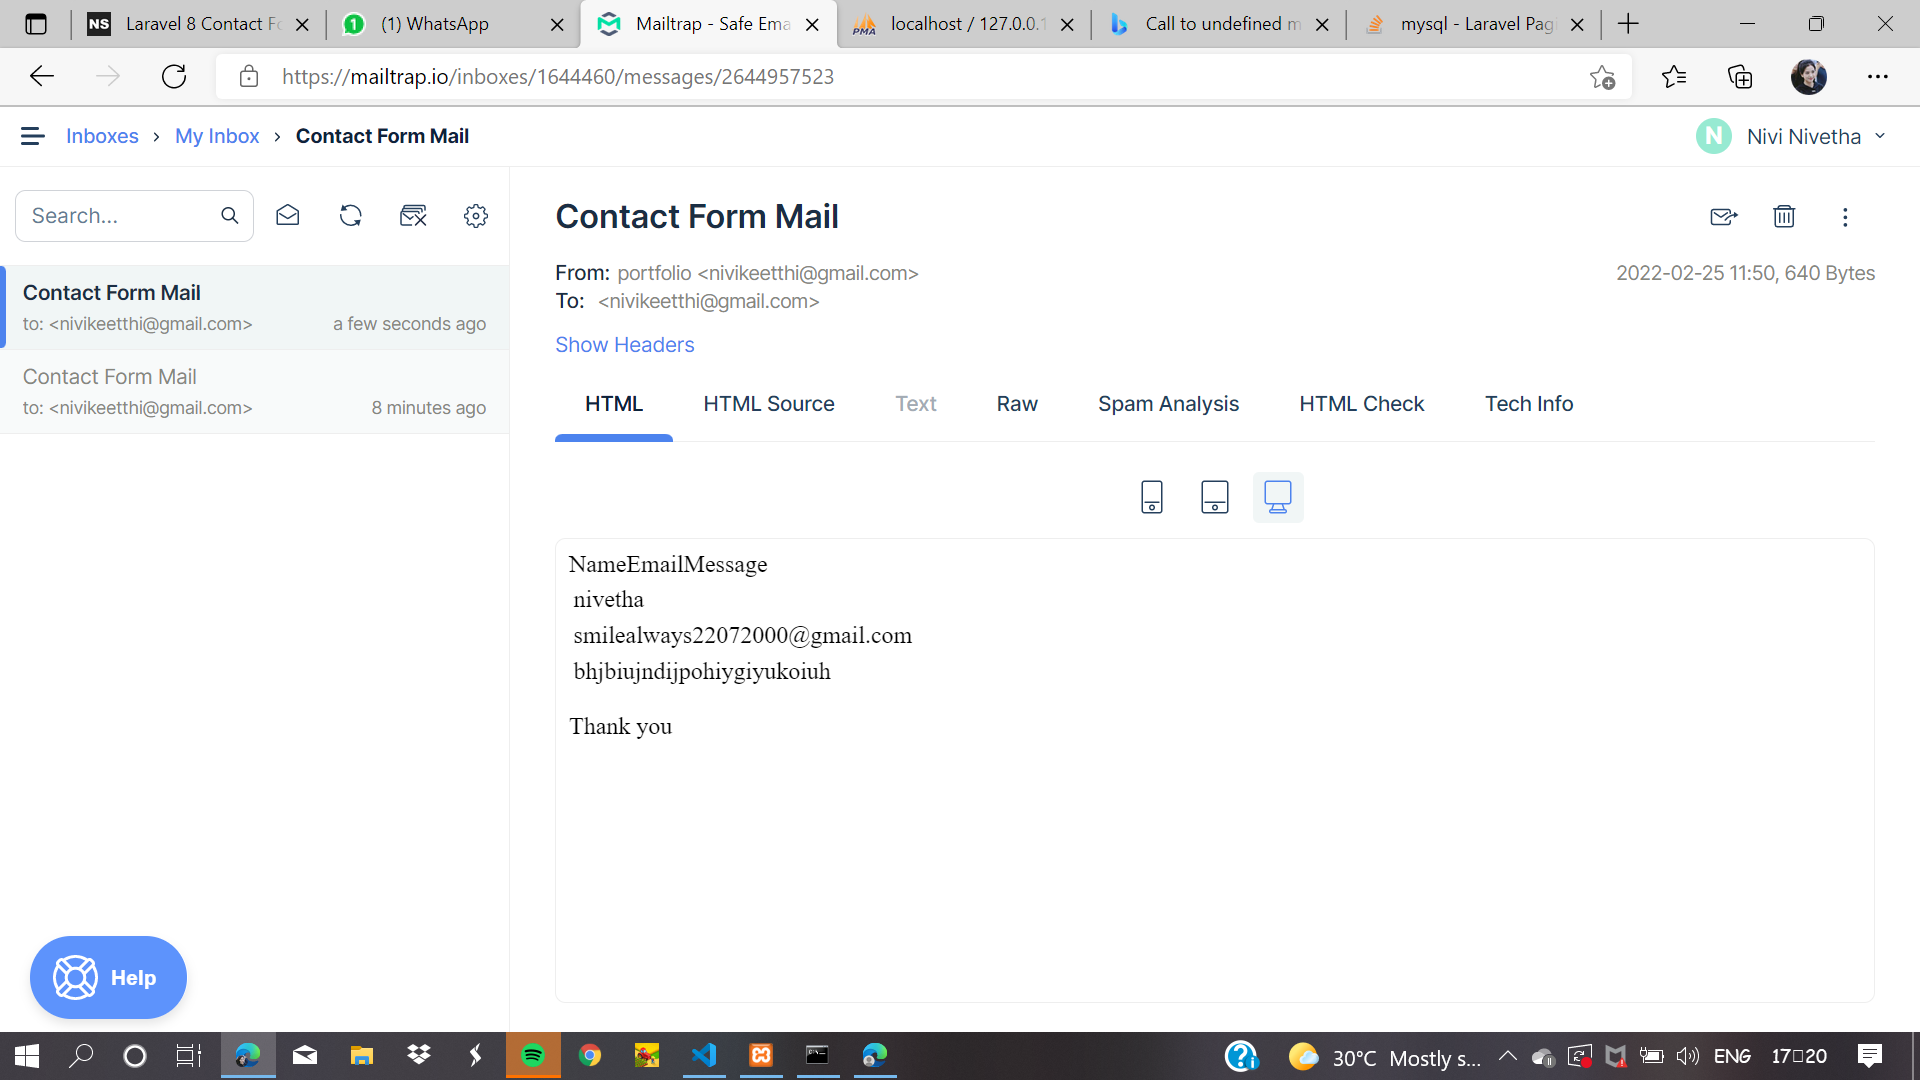 NS Laravel 8 Contact Fo
1 (1) WhatsApp
Mailtrap - Safe Ema
PMA localhost / 127.0.0.1
Call to undefined m
mysql - Laravel Pagi
https://mailtrap.io/inboxes/1644460/messages/2644957523
Inboxes > My Inbox > Contact Form Mail
N Nivi Nivetha
Search...
Contact Form Mail
to: <nivikeetthi@gmail.com> a few seconds ago
Contact Form Mail
to: <nivikeetthi@gmail.com> 8 minutes ago
Contact Form Mail
From: portfolio <nivikeetthi@gmail.com> 2022-02-25 11:50, 640 Bytes
To: <nivikeetthi@gmail.com>
Show Headers
HTML HTML Source Text Raw Spam Analysis HTML Check Tech Info
NameEmailMessage
nivetha
smilealways22072000@gmail.com
bhjbiujndijpohiygiyukoiuh
Thank you
Help
30°C Mostly s... ENG 17▯20